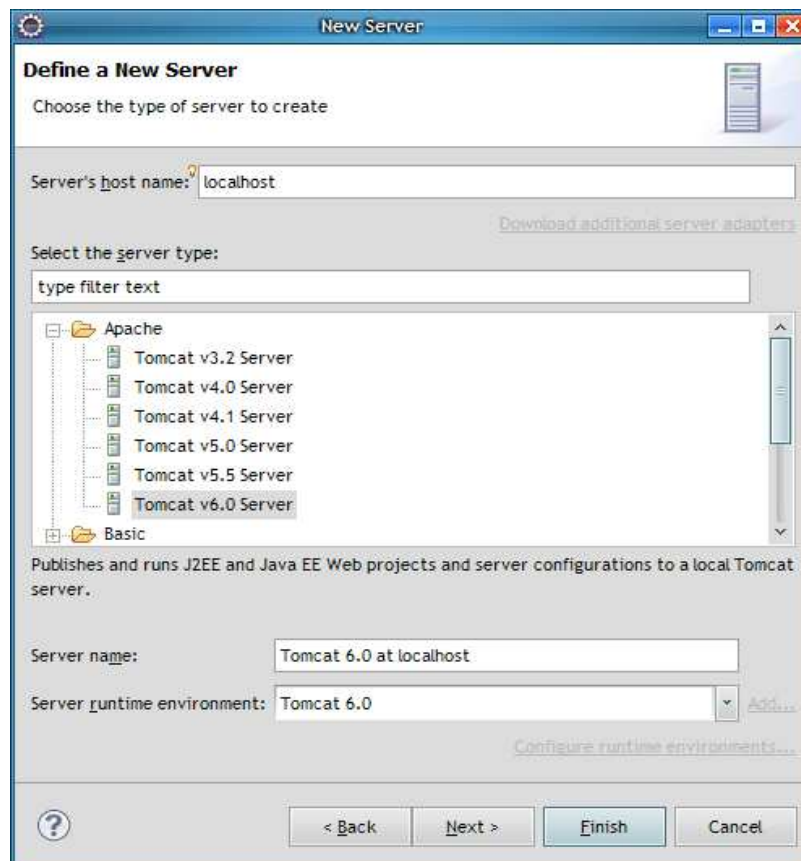 New Server
Define a New Server
Choose the type of server to create
Server's host name: localhost
Download additional server adapters
Select the server type:
type filter text
Apache
Tomcat v3.2 Server
Tomcat v4.0 Server
Tomcat v4.1 Server
Tomcat v5.0 Server
Tomcat v5.5 Server
Tomcat v6.0 Server
Basic
Publishes and runs J2EE and Java EE Web projects and server configurations to a local Tomcat
server.
Server name: Tomcat 6.0 at localhost
Server runtime environment: Tomcat 6.0 Add...
Configure runtime environments...
? < Back Next > Finish Cancel